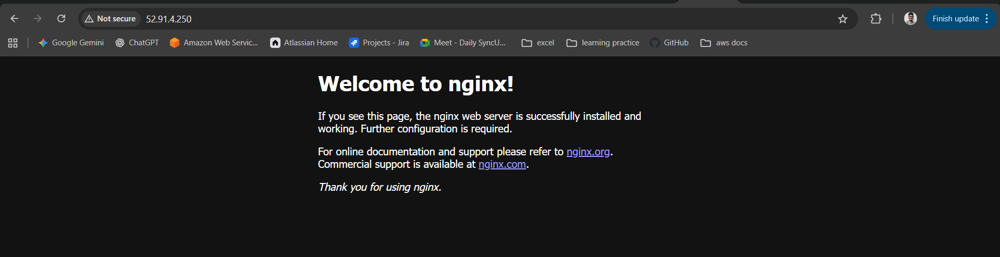 Not secure 52.91.4.250 Finish update
Google Gemini ChatGPT Amazon Web Servic... Atlassian Home Projects - Jira Meet - Daily SyncU... excel learning practice GitHub aws docs
Welcome to nginx!
If you see this page, the nginx web server is successfully installed and
working. Further configuration is required.
For online documentation and support please refer to nginx.org.
Commercial support is available at nginx.com.
Thank you for using nginx.